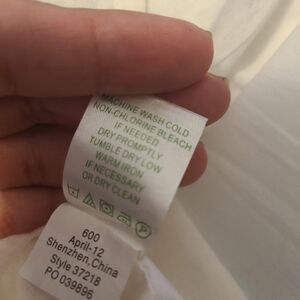 MACHINE WASH COLD
NON-CHLORINE BLEACH
IF NEEDED
DRY PROMPTLY
TUMBLE DRY LOW
WARM IRON
IF NECESSARY
OR DRY CLEAN
600
April-12
Shenzhen,China
Style 37218
PO 039896